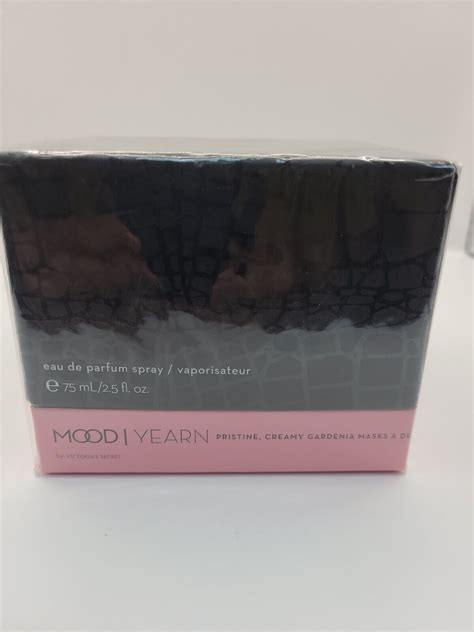 eau de parfum spray / vaporisateur
℮ 75 mL/2.5 fl. oz.
MOOD | YEARN PRISTINE, CREAMY GARDENIA MASKS A DE
by VICTORIA'S SECRET